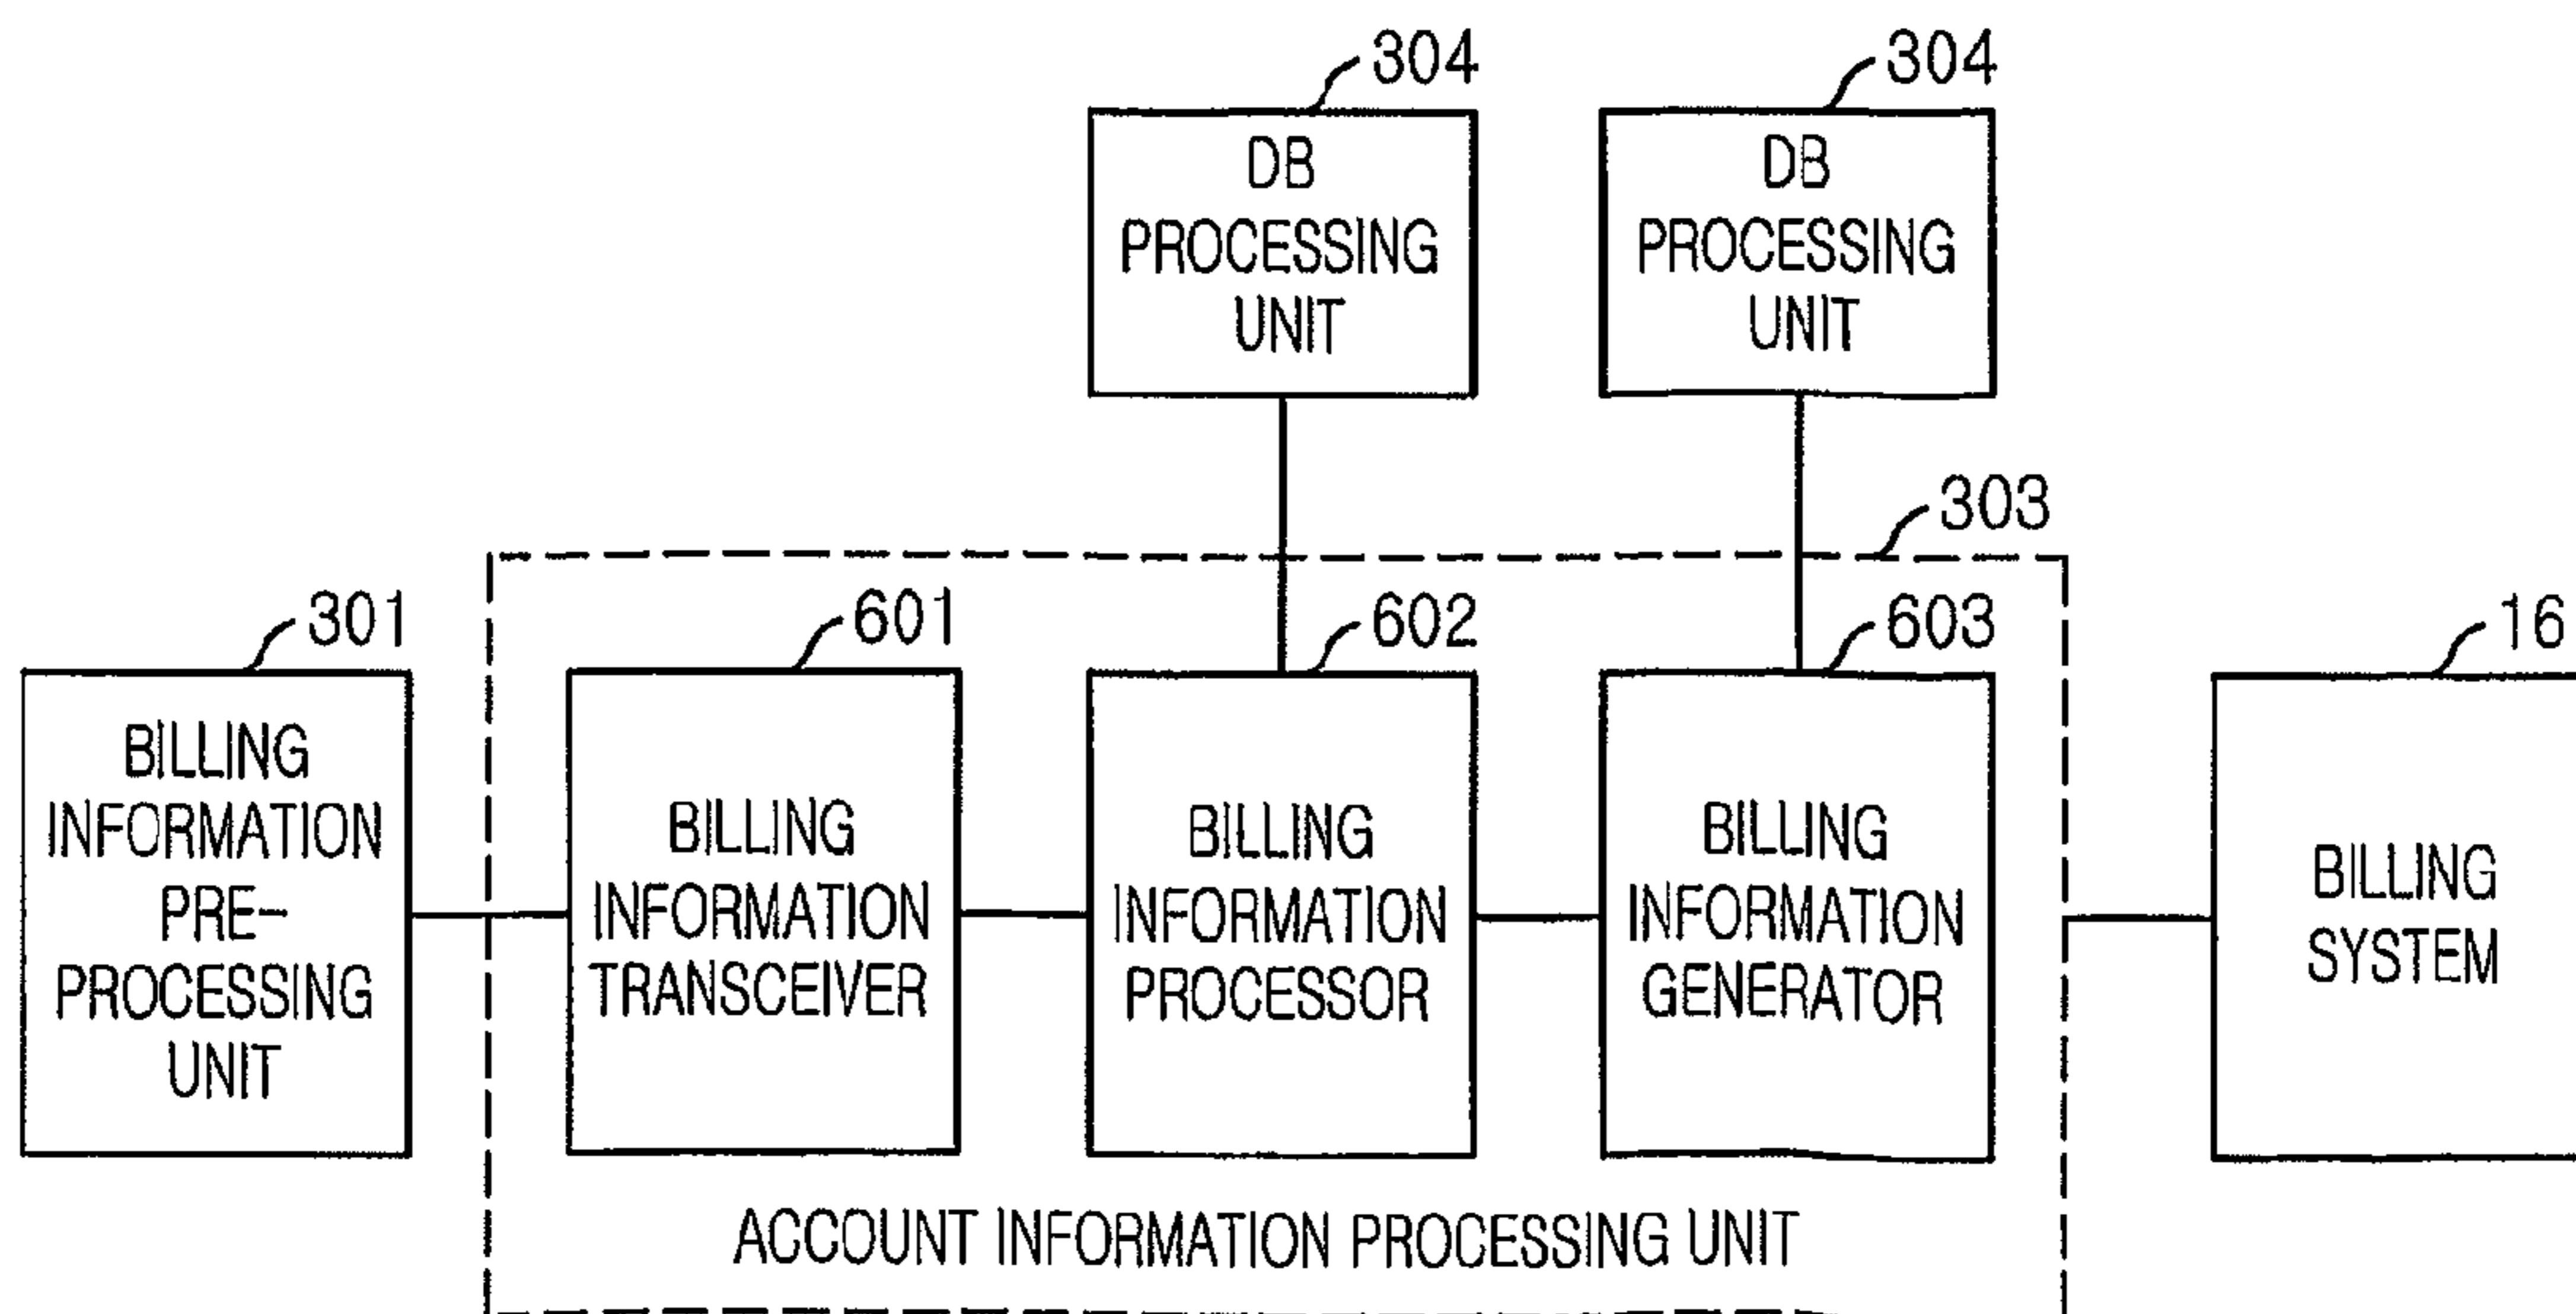 304
304
DB
PROCESSING
UNIT
DB
PROCESSING
UNIT
303
301
601
602
603
16
BILLING
INFORMATION
PRE-
PROCESSING
UNIT
BILLING
INFORMATION
TRANSCEIVER
BILLING
INFORMATION
PROCESSOR
BILLING
INFORMATION
GENERATOR
BILLING
SYSTEM
ACCOUNT INFORMATION PROCESSING UNIT